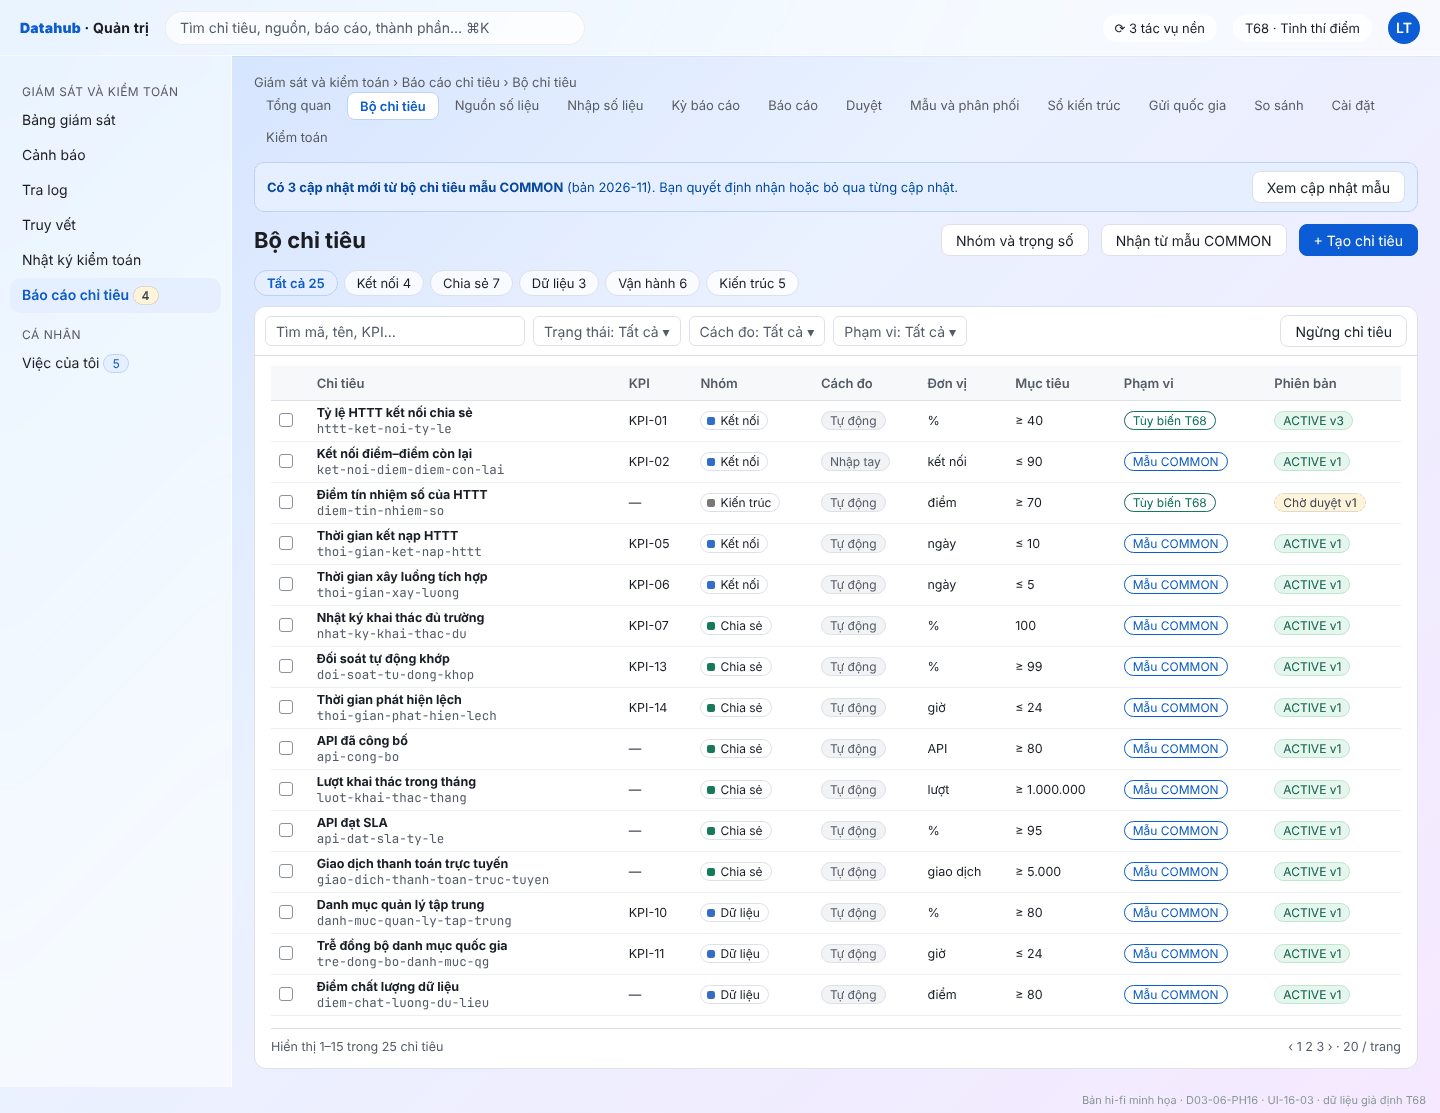 Datahub · Quản trị
Tìm chỉ tiêu, nguồn, báo cáo, thành phần... ⌘K
⟳ 3 tác vụ nền
T68 · Tỉnh thí điểm
LT
GIÁM SÁT VÀ KIỂM TOÁN
Bảng giám sát
Cảnh báo
Tra log
Truy vết
Nhật ký kiểm toán
Báo cáo chỉ tiêu 4
CÁ NHÂN
Việc của tôi 5
Giám sát và kiểm toán › Báo cáo chỉ tiêu › Bộ chỉ tiêu
Tổng quan Bộ chỉ tiêu Nguồn số liệu Nhập số liệu Kỳ báo cáo Báo cáo Duyệt Mẫu và phân phối Sổ kiến trúc Gửi quốc gia So sánh Cài đặt
Kiểm toán
Có 3 cập nhật mới từ bộ chỉ tiêu mẫu COMMON (bản 2026-11). Bạn quyết định nhận hoặc bỏ qua từng cập nhật.
Xem cập nhật mẫu
Bộ chỉ tiêu
Nhóm và trọng số
Nhận từ mẫu COMMON
+ Tạo chỉ tiêu
Tất cả 25 Kết nối 4 Chia sẻ 7 Dữ liệu 3 Vận hành 6 Kiến trúc 5
Tìm mã, tên, KPI... Trạng thái: Tất cả ▾ Cách đo: Tất cả ▾ Phạm vi: Tất cả ▾ Ngừng chỉ tiêu
Chỉ tiêu KPI Nhóm Cách đo Đơn vị Mục tiêu Phạm vi Phiên bản
Tỷ lệ HTTT kết nối chia sẻ
httt-ket-noi-ty-le
KPI-01 Kết nối Tự động % ≥ 40 Tùy biến T68 ACTIVE v3
Kết nối điểm–điểm còn lại
ket-noi-diem-diem-con-lai
KPI-02 Kết nối Nhập tay kết nối ≤ 90 Mẫu COMMON ACTIVE v1
Điểm tín nhiệm số của HTTT
diem-tin-nhiem-so
— Kiến trúc Tự động điểm ≥ 70 Tùy biến T68 Chờ duyệt v1
Thời gian kết nạp HTTT
thoi-gian-ket-nap-httt
KPI-05 Kết nối Tự động ngày ≤ 10 Mẫu COMMON ACTIVE v1
Thời gian xây luồng tích hợp
thoi-gian-xay-luong
KPI-06 Kết nối Tự động ngày ≤ 5 Mẫu COMMON ACTIVE v1
Nhật ký khai thác đủ trường
nhat-ky-khai-thac-du
KPI-07 Chia sẻ Tự động % 100 Mẫu COMMON ACTIVE v1
Đối soát tự động khớp
doi-soat-tu-dong-khop
KPI-13 Chia sẻ Tự động % ≥ 99 Mẫu COMMON ACTIVE v1
Thời gian phát hiện lệch
thoi-gian-phat-hien-lech
KPI-14 Chia sẻ Tự động giờ ≤ 24 Mẫu COMMON ACTIVE v1
API đã công bố
api-cong-bo
— Chia sẻ Tự động API ≥ 80 Mẫu COMMON ACTIVE v1
Lượt khai thác trong tháng
luot-khai-thac-thang
— Chia sẻ Tự động lượt ≥ 1.000.000 Mẫu COMMON ACTIVE v1
API đạt SLA
api-dat-sla-ty-le
— Chia sẻ Tự động % ≥ 95 Mẫu COMMON ACTIVE v1
Giao dịch thanh toán trực tuyến
giao-dich-thanh-toan-truc-tuyen
— Chia sẻ Tự động giao dịch ≥ 5.000 Mẫu COMMON ACTIVE v1
Danh mục quản lý tập trung
danh-muc-quan-ly-tap-trung
KPI-10 Dữ liệu Tự động % ≥ 80 Mẫu COMMON ACTIVE v1
Trễ đồng bộ danh mục quốc gia
tre-dong-bo-danh-muc-qg
KPI-11 Dữ liệu Tự động giờ ≤ 24 Mẫu COMMON ACTIVE v1
Điểm chất lượng dữ liệu
diem-chat-luong-du-lieu
— Dữ liệu Tự động điểm ≥ 80 Mẫu COMMON ACTIVE v1
Hiển thị 1–15 trong 25 chỉ tiêu
‹ 1 2 3 › · 20 / trang
Bản hi-fi minh họa · D03-06-PH16 · UI-16-03 · dữ liệu giả định T68